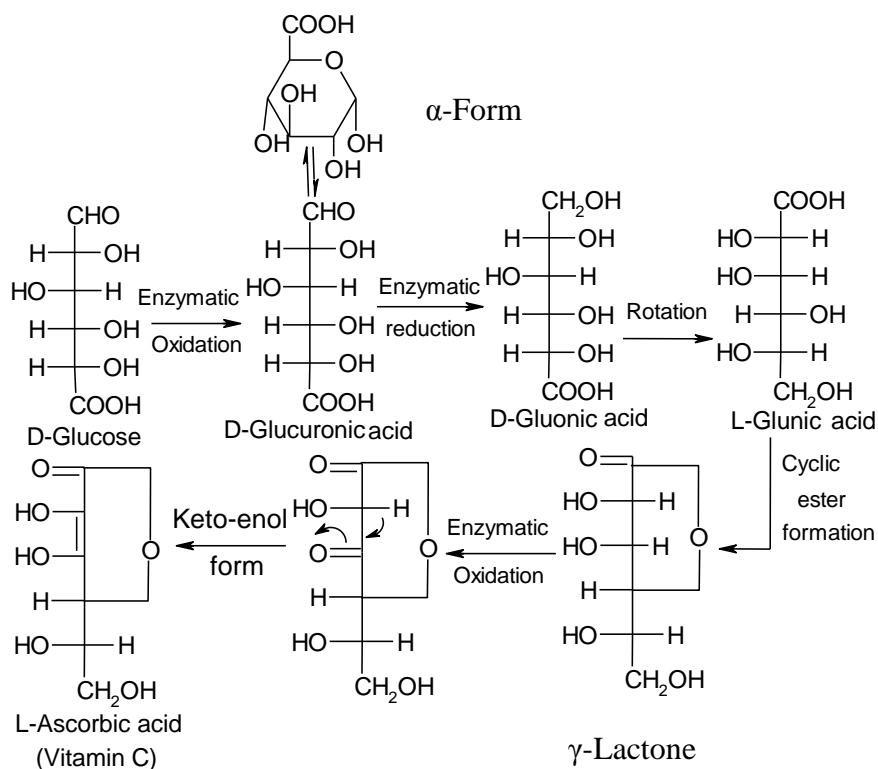 COOH
O
OH
OH
OH
OH
α-Form
CHO
H OH
HO H
H OH
H OH
COOH
D-Glucose
Enzymatic
Oxidation
CHO
H OH
HO H
H OH
H OH
COOH
D-Glucuronic acid
Enzymatic
reduction
CH2OH
H OH
HO H
H OH
H OH
COOH
D-Gluonic acid
Rotation
COOH
HO H
HO H
H OH
HO H
CH2OH
L-Glunic acid
Cyclic
ester
formation
O
HO H
HO H
O
H
HO H
CH2OH
γ-Lactone
Enzymatic
Oxidation
O
HO H
O
O
H
HO H
CH2OH
Keto-enol
form
O
HO
HO
O
H
HO H
CH2OH
L-Ascorbic acid
(Vitamin C)